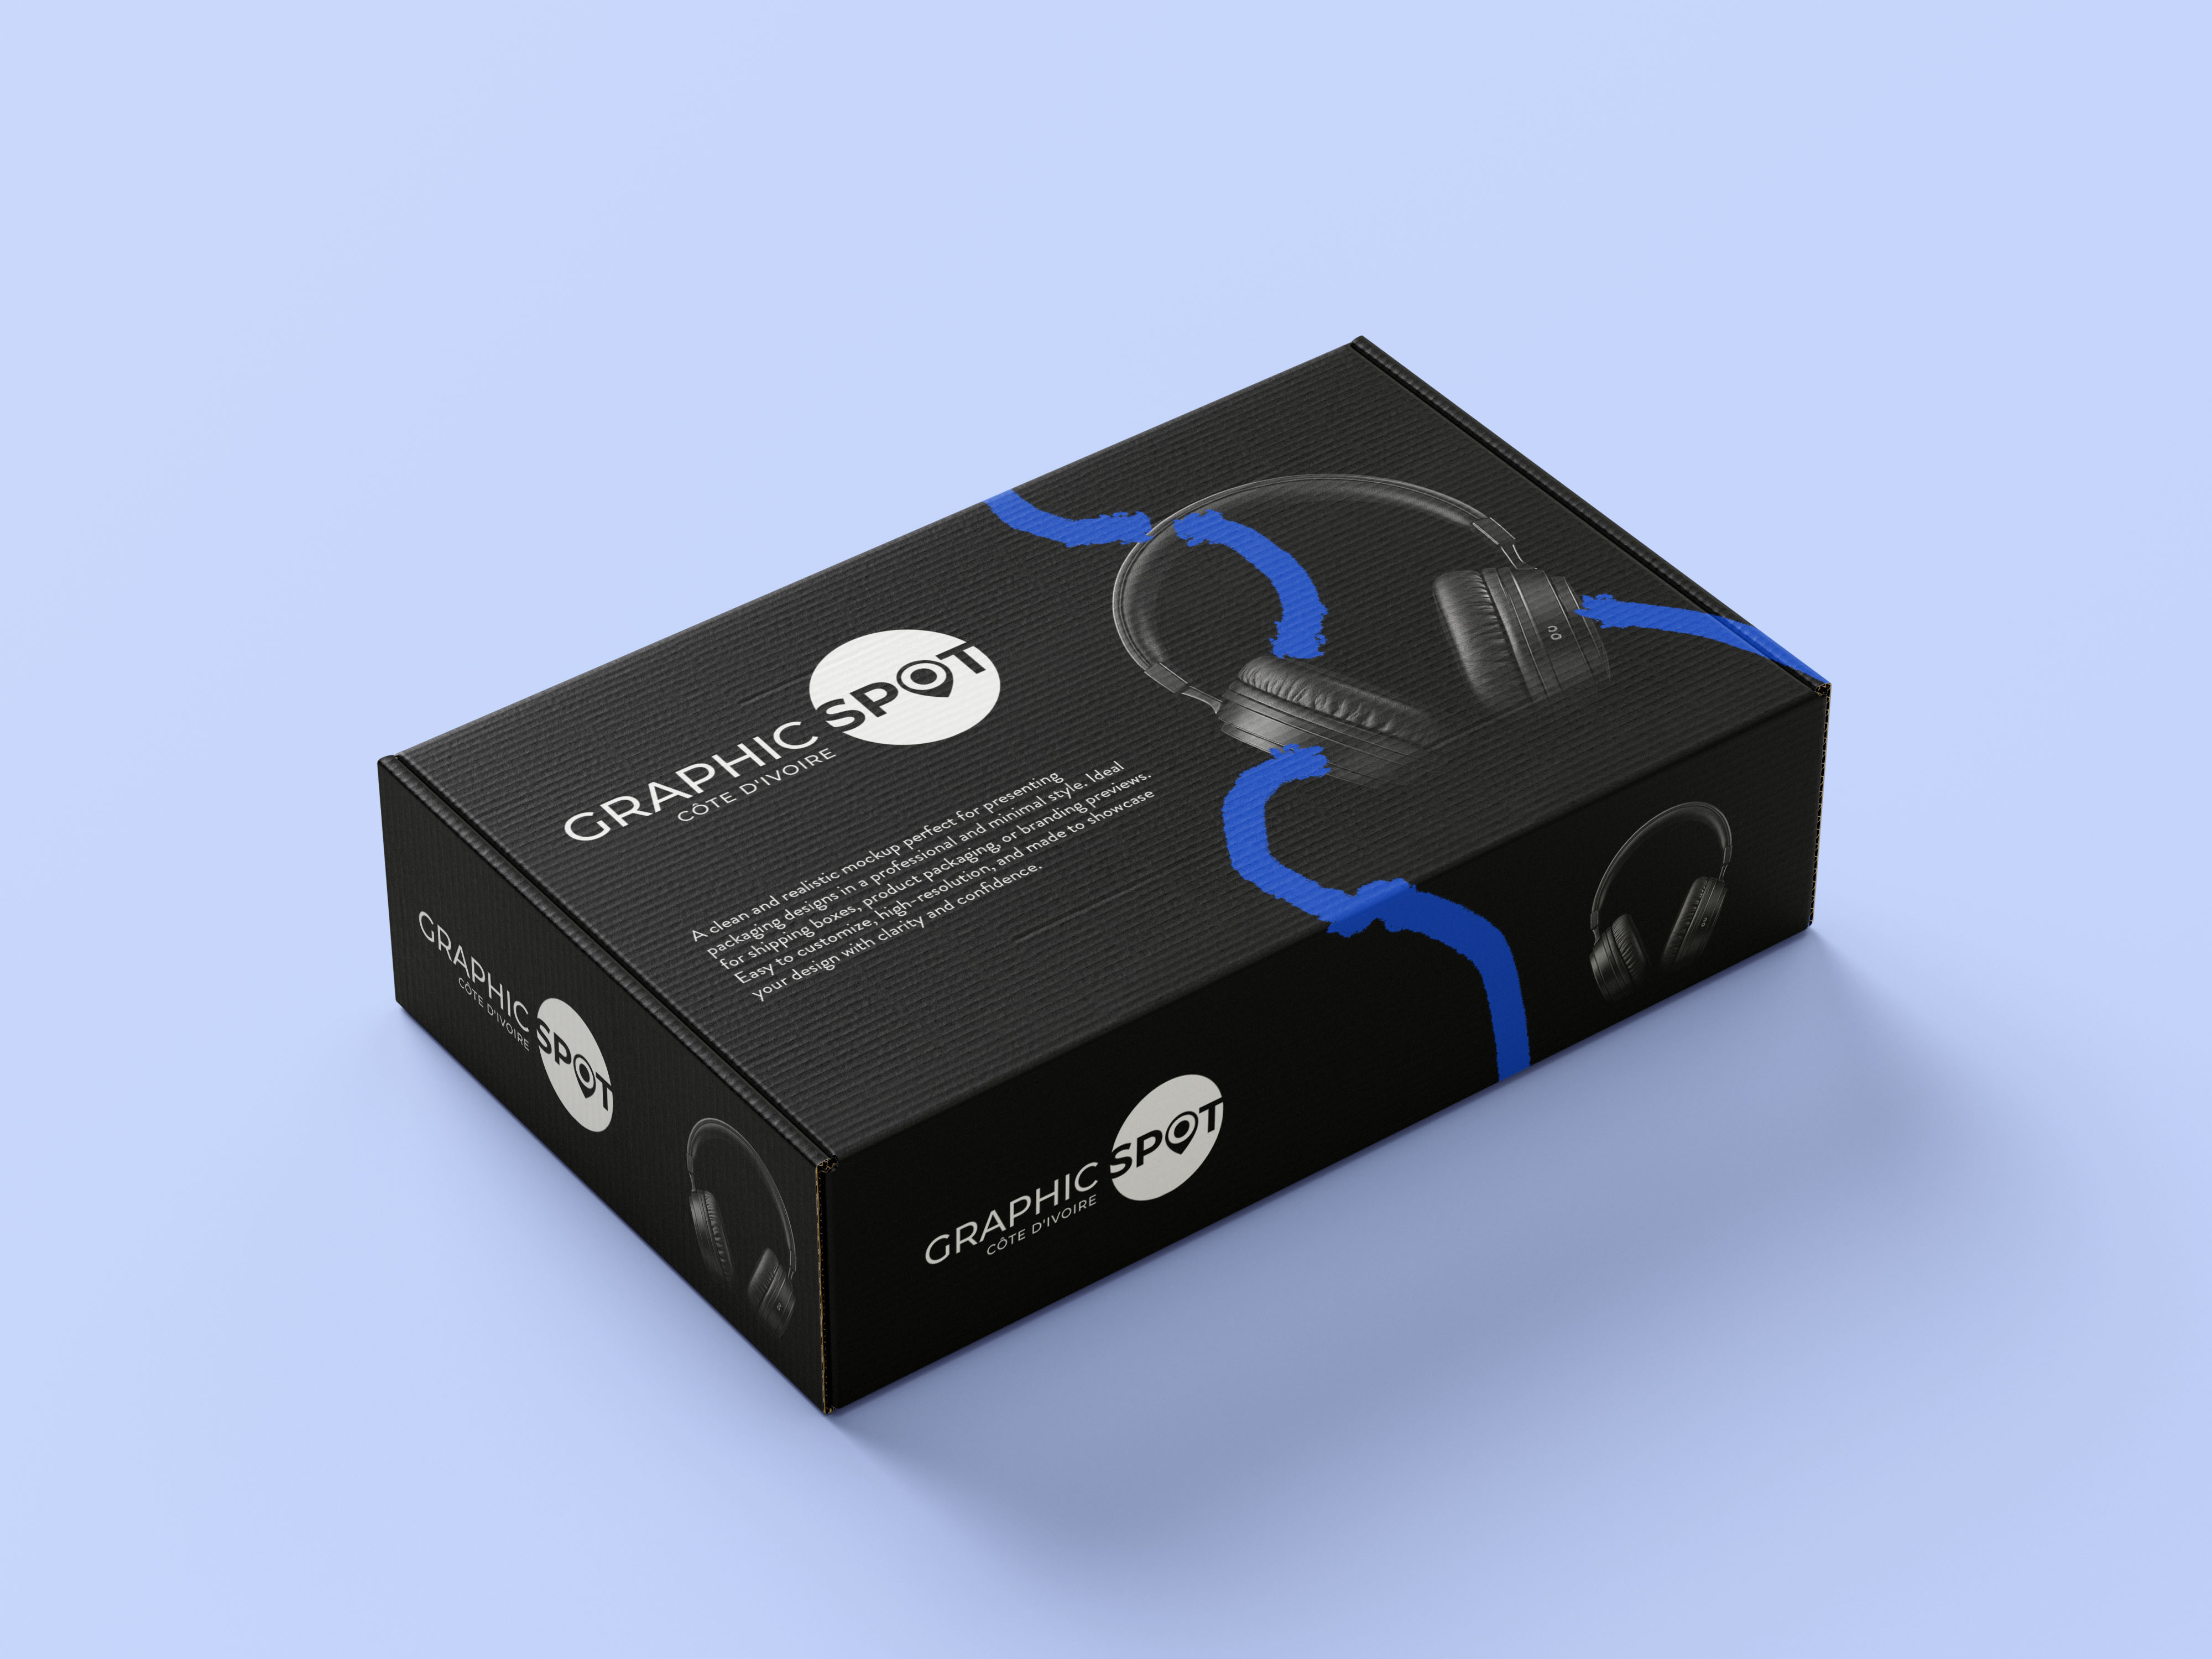 GRAPHIC SPOT
CÔTE D'IVOIRE
A clean and realistic mockup perfect for presenting
packaging designs in a professional and minimal style. Ideal
for shipping boxes, product packaging, or branding previews.
Easy to customize, high-resolution, and made to showcase
your design with clarity and confidence.
GRAPHIC SPOT
CÔTE D'IVOIRE
GRAPHIC SPOT
CÔTE D'IVOIRE